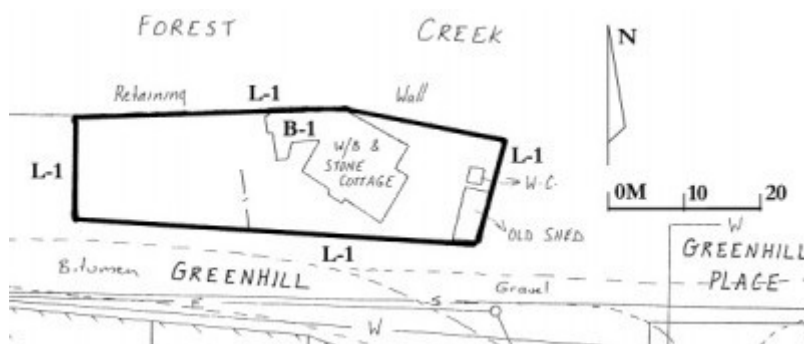 FOREST CREEK
N
Retaining L-1 Wall
B-1
W/B &
STONE
COTTAGE
L-1
L-1
W.C.
0M 10 20
OLD SHED
W
L-1
GREENHILL
PLACE
Bitumen GREENHILL Gravel
E S
W